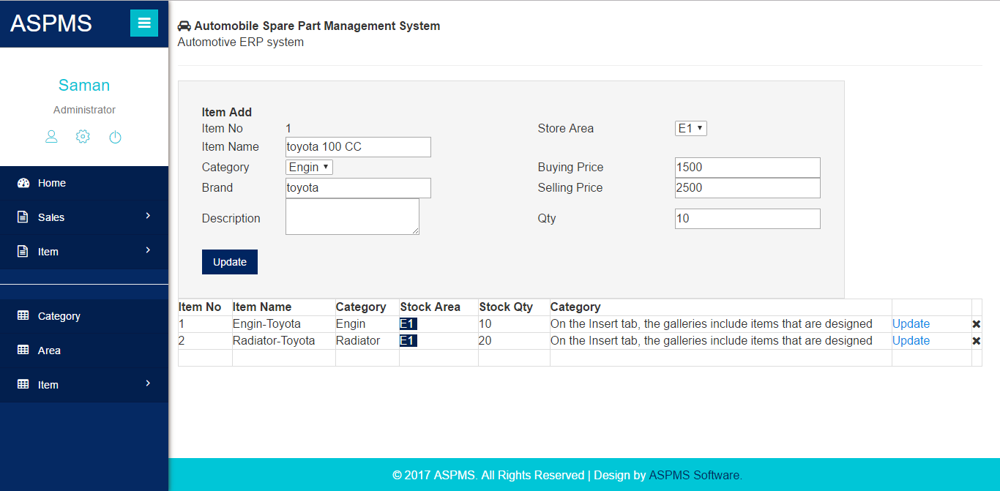 ASPMS
Saman
Administrator
Home
Sales
Item
Category
Area
Item
Automobile Spare Part Management System
Automotive ERP system
Item Add
Item No 1 Store Area E1
Item Name toyota 100 CC
Category Engin Buying Price 1500
Brand toyota Selling Price 2500
Description Qty 10
Update
Item No Item Name Category Stock Area Stock Qty Category
1 Engin-Toyota Engin E1 10 On the Insert tab, the galleries include items that are designed Update
2 Radiator-Toyota Radiator E1 20 On the Insert tab, the galleries include items that are designed Update
© 2017 ASPMS. All Rights Reserved | Design by ASPMS Software.